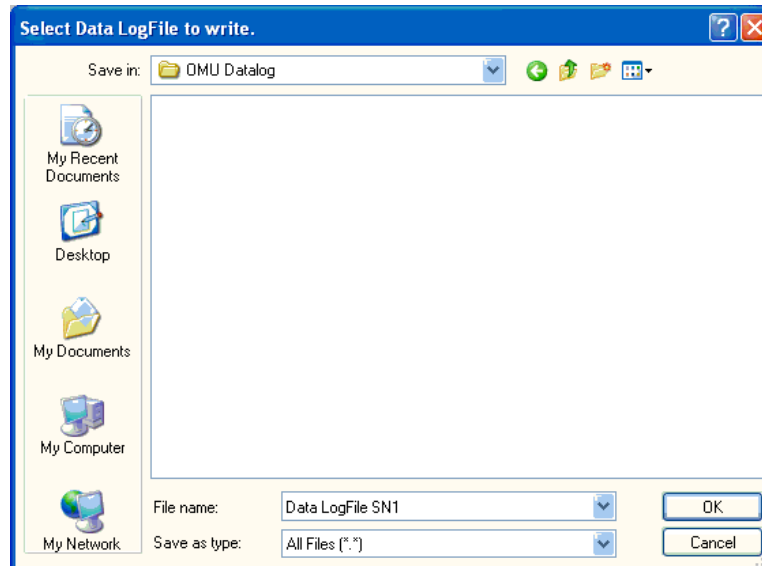 Select Data LogFile to write.
Save in: OMU Datalog
My Recent
Documents
Desktop
My Documents
My Computer
My Network
File name: Data LogFile SN1 OK
Save as type: All Files (*.*) Cancel